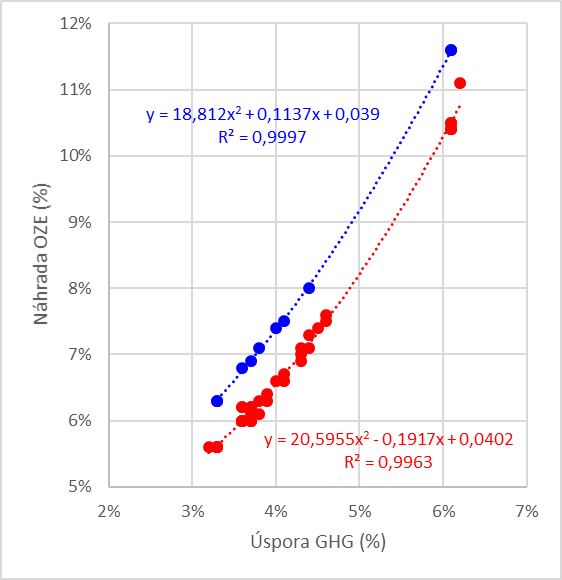 12%
11%
10%
9%
8%
7%
6%
5%
Náhrada OZE (%)
y = 18,812x² + 0,1137x + 0,039
R² = 0,9997
y = 20,5955x² - 0,1917x + 0,0402
R² = 0,9963
2% 3% 4% 5% 6% 7%
Úspora GHG (%)